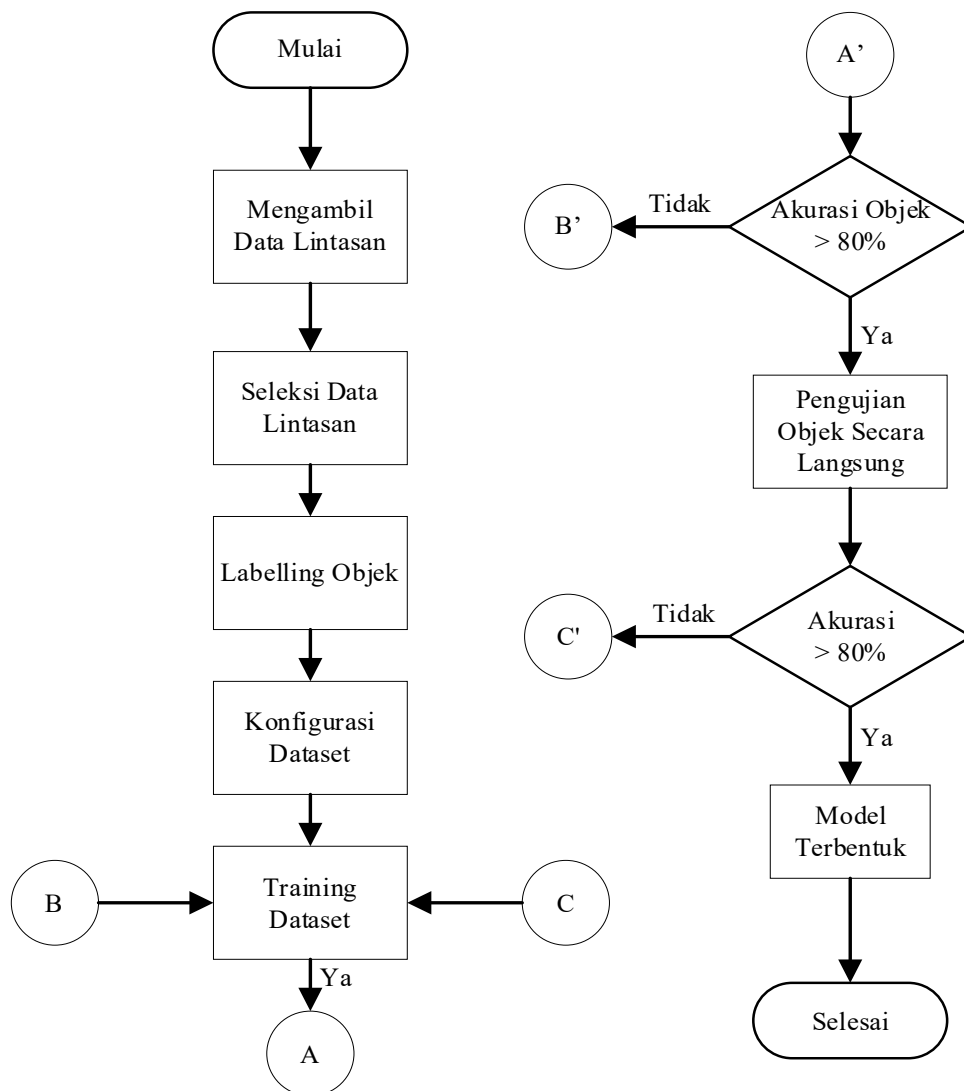 Mulai
Mengambil
Data Lintasan
Seleksi Data
Lintasan
Labelling Objek
Konfigurasi
Dataset
B
Training
Dataset
C
Ya
A
A’
Akurasi Objek
> 80%
Tidak
B’
Ya
Pengujian
Objek Secara
Langsung
Akurasi
> 80%
Tidak
C'
Ya
Model
Terbentuk
Selesai